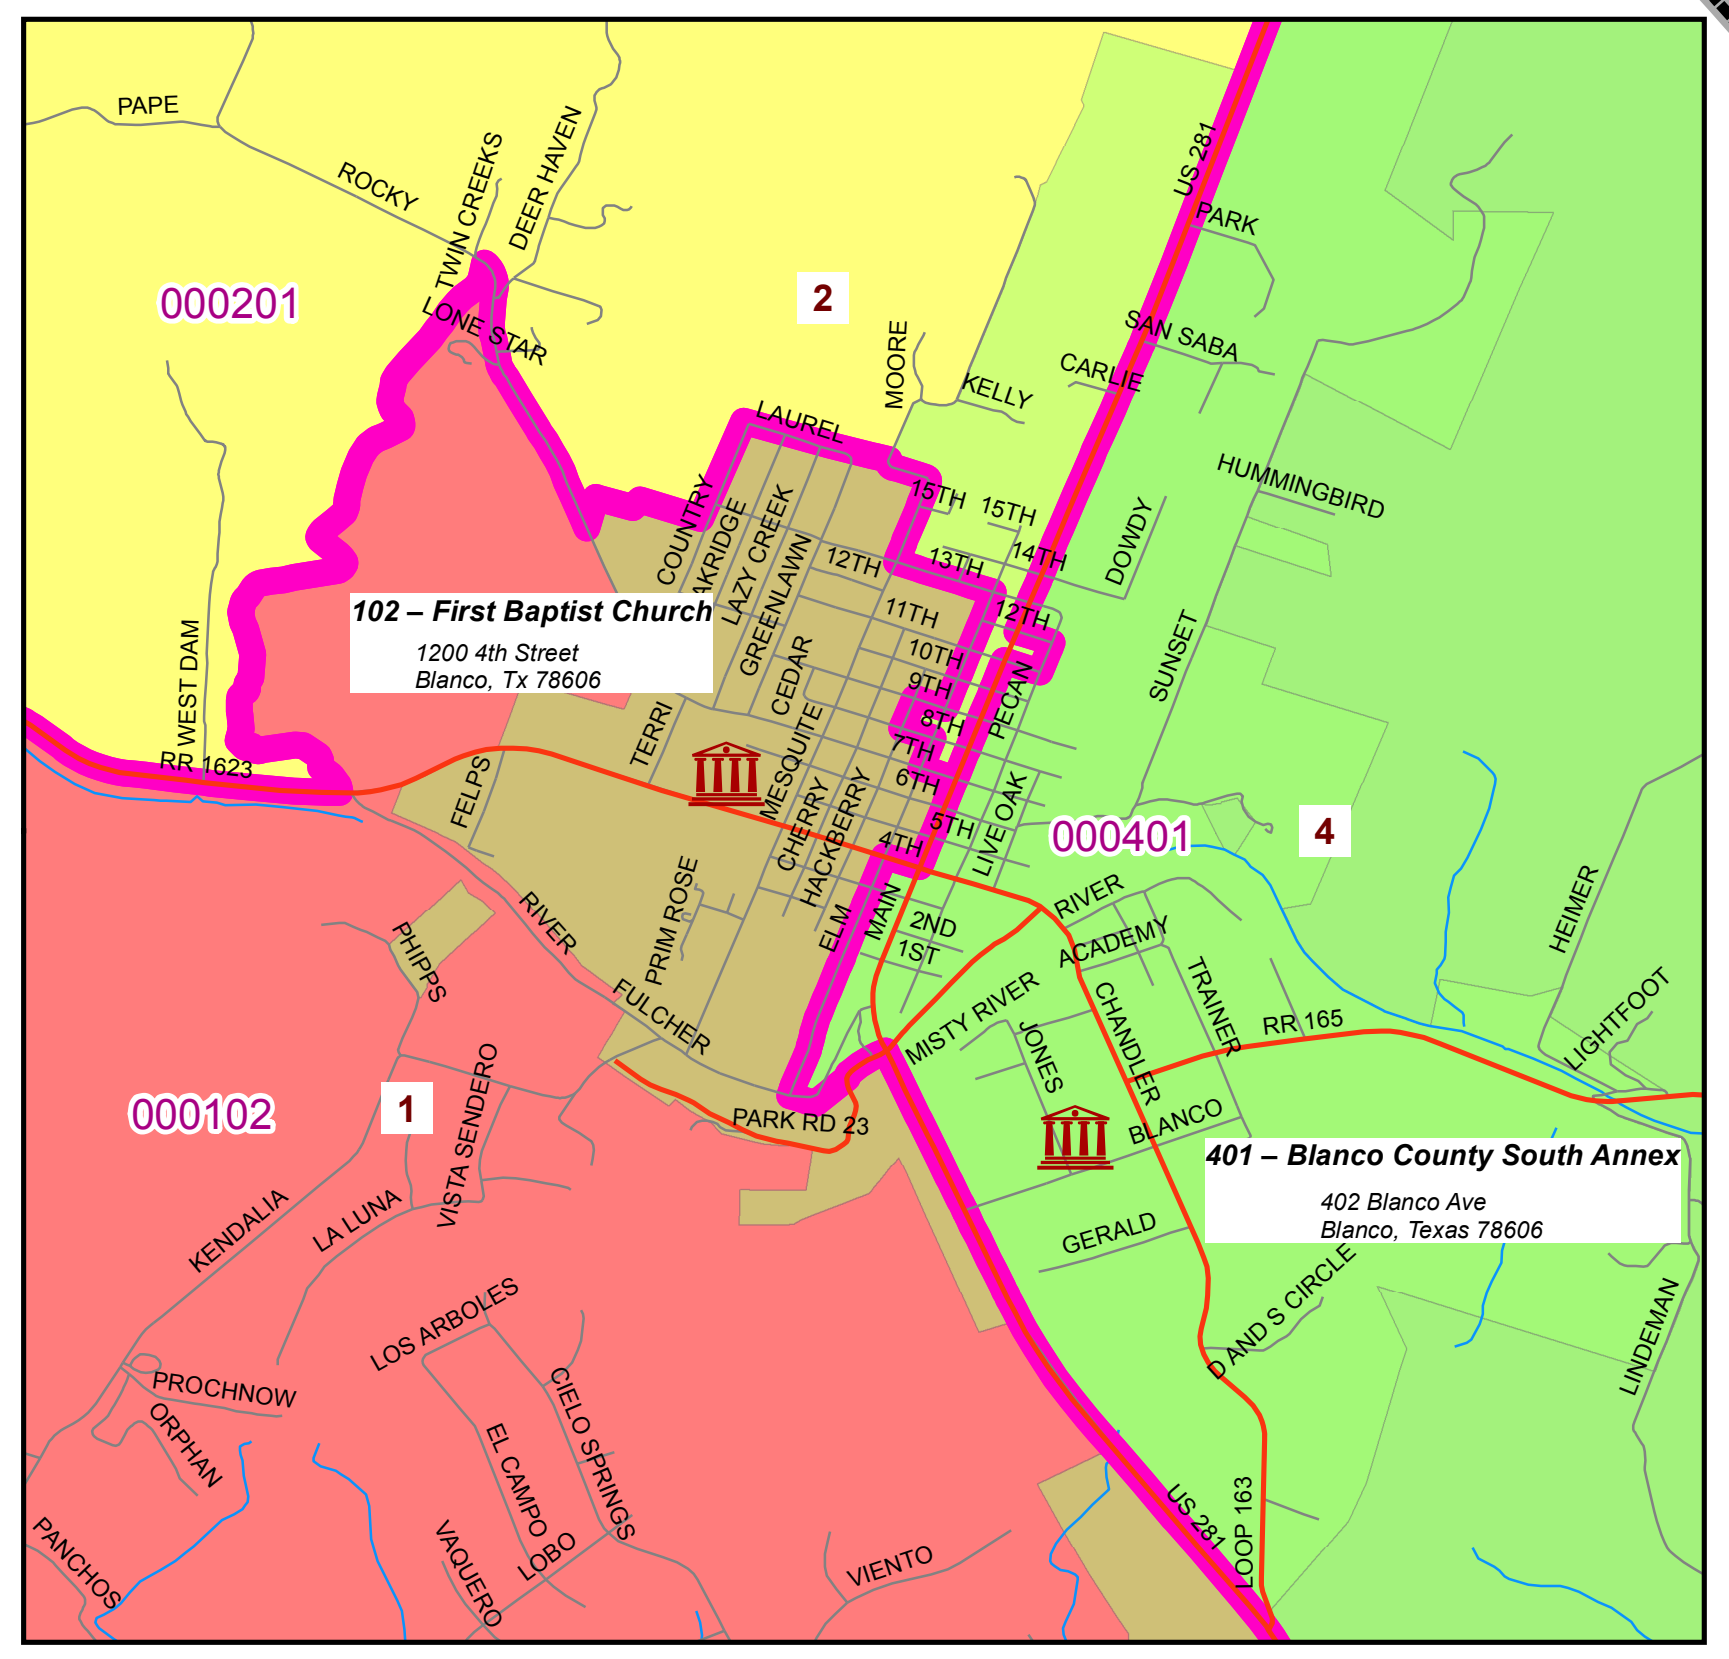 PAPE
ROCKY
TWIN CREEKS
DEER HAVEN
US 281
PARK
000201
2
LONE STAR
MOORE
KELLY
CARLIE
SAN SABA
LAUREL
COUNTRY
AKRIDGE
LAZY CREEK
GREENLAWN
15TH
15TH
HUMMINGBIRD
12TH
13TH
14TH
DOWDY
102 – First Baptist Church
1200 4th Street
Blanco, Tx 78606
11TH
12TH
10TH
9TH
8TH
7TH
6TH
5TH
4TH
CEDAR
PECAN
SUNSET
WEST DAM
RR 1623
TERRI
FELPS
MESQUITE
CHERRY
HACKBERRY
LIVE OAK
000401
4
PRIM ROSE
ELM
MAIN
2ND
1ST
RIVER
ACADEMY
HEIMER
RIVER
PHIPPS
FULCHER
MISTY RIVER
JONES
CHANDLER
TRAINER
RR 165
LIGHTFOOT
000102
1
VISTA SENDERO
PARK RD 23
BLANCO
401 – Blanco County South Annex
402 Blanco Ave
Blanco, Texas 78606
KENDALIA
LA LUNA
GERALD
D AND S CIRCLE
LINDEMAN
LOS ARBOLES
PROCHNOW
ORPHAN
CIELO SPRINGS
EL CAMPO
PANCHOS
VAQUERO
LOBO
VIENTO
US 281
LOOP 163